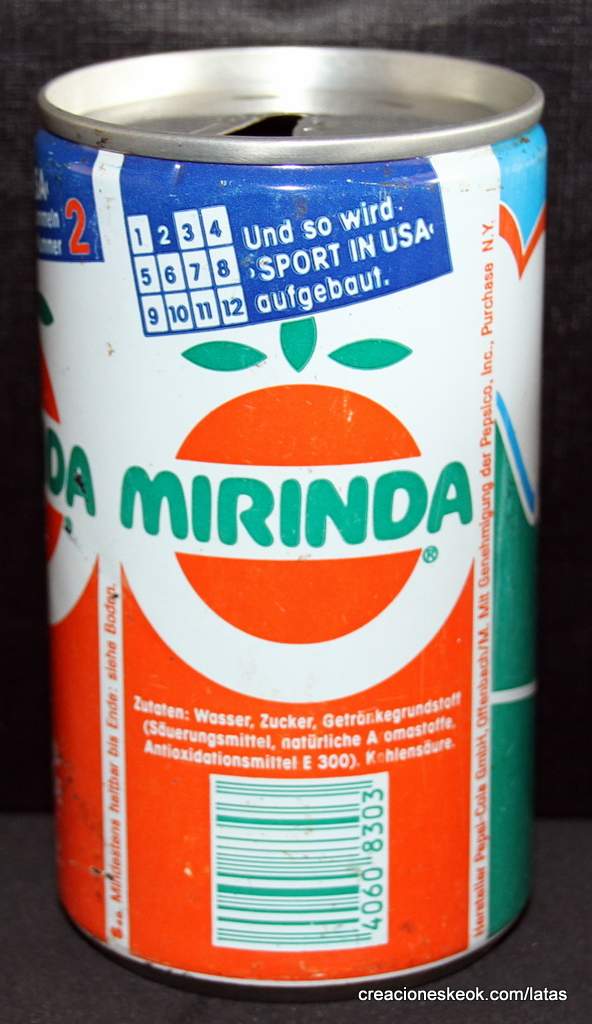 2
1 2 3 4
5 6 7 8
9 10 11 12
Und so wird
›SPORT IN USA‹
aufgebaut.
DA
MIRINDA®
Zutaten: Wasser, Zucker, Getränkegrundstoff
(Säuerungsmittel, natürliche A omastoffe,
Antioxidationsmittel E 300). Kohlensäure.
4060 8303
Mindestens haltbar bis Ende: siehe Boden.
Hersteller Pepsi-Cola GmbH, Offenbach/M. Mit Genehmigung der Pepsico, Inc., Purchase N.Y.
creacioneskeok.com/latas